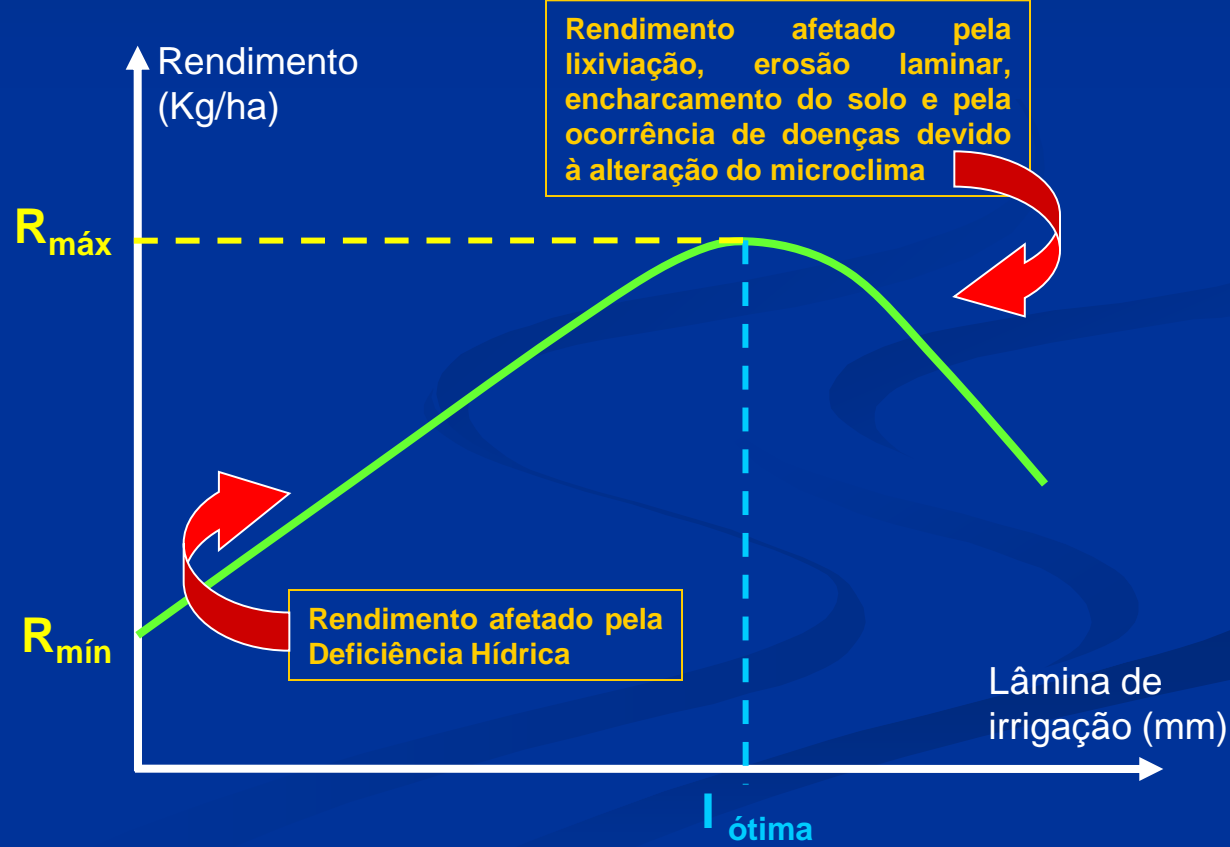 Rendimento
(Kg/ha)
Rendimento afetado pela
lixiviação, erosão laminar,
encharcamento do solo e pela
ocorrência de doenças devido
à alteração do microclima
Rmáx
Rmín
Rendimento afetado pela
Deficiência Hídrica
Lâmina de
irrigação (mm)
I ótima